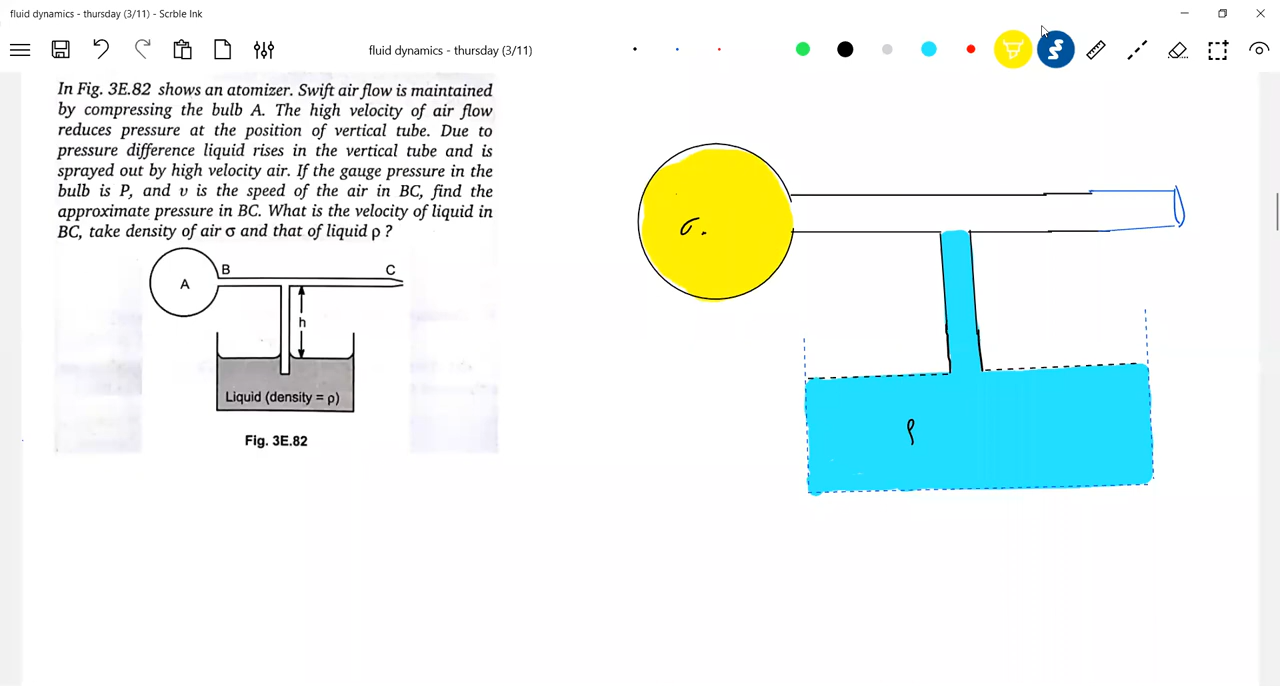 fluid dynamics - thursday (3/11) - Scrble Ink
fluid dynamics - thursday (3/11)
In Fig. 3E.82 shows an atomizer. Swift air flow is maintained
by compressing the bulb A. The high velocity of air flow
reduces pressure at the position of vertical tube. Due to
pressure difference liquid rises in the vertical tube and is
sprayed out by high velocity air. If the gauge pressure in the
bulb is P, and v is the speed of the air in BC, find the
approximate pressure in BC. What is the velocity of liquid in
BC, take density of air σ and that of liquid ρ ?
A
B
C
h
Liquid (density = ρ)
Fig. 3E.82
σ.
ρ